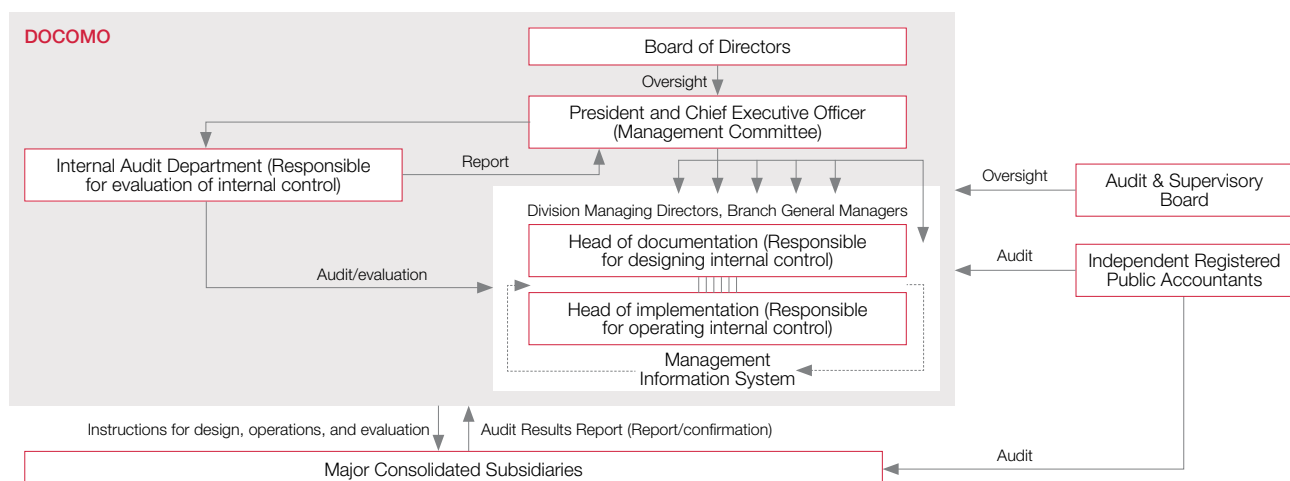 DOCOMO
Board of Directors
Oversight
President and Chief Executive Officer
(Management Committee)
Internal Audit Department (Responsible
for evaluation of internal control)
Report
Oversight
Audit & Supervisory
Board
Division Managing Directors, Branch General Managers
Head of documentation (Responsible
for designing internal control)
Audit/evaluation
Audit
Independent Registered
Public Accountants
Head of implementation (Responsible
for operating internal control)
Management
Information System
Instructions for design, operations, and evaluation
Audit Results Report (Report/confirmation)
Audit
Major Consolidated Subsidiaries